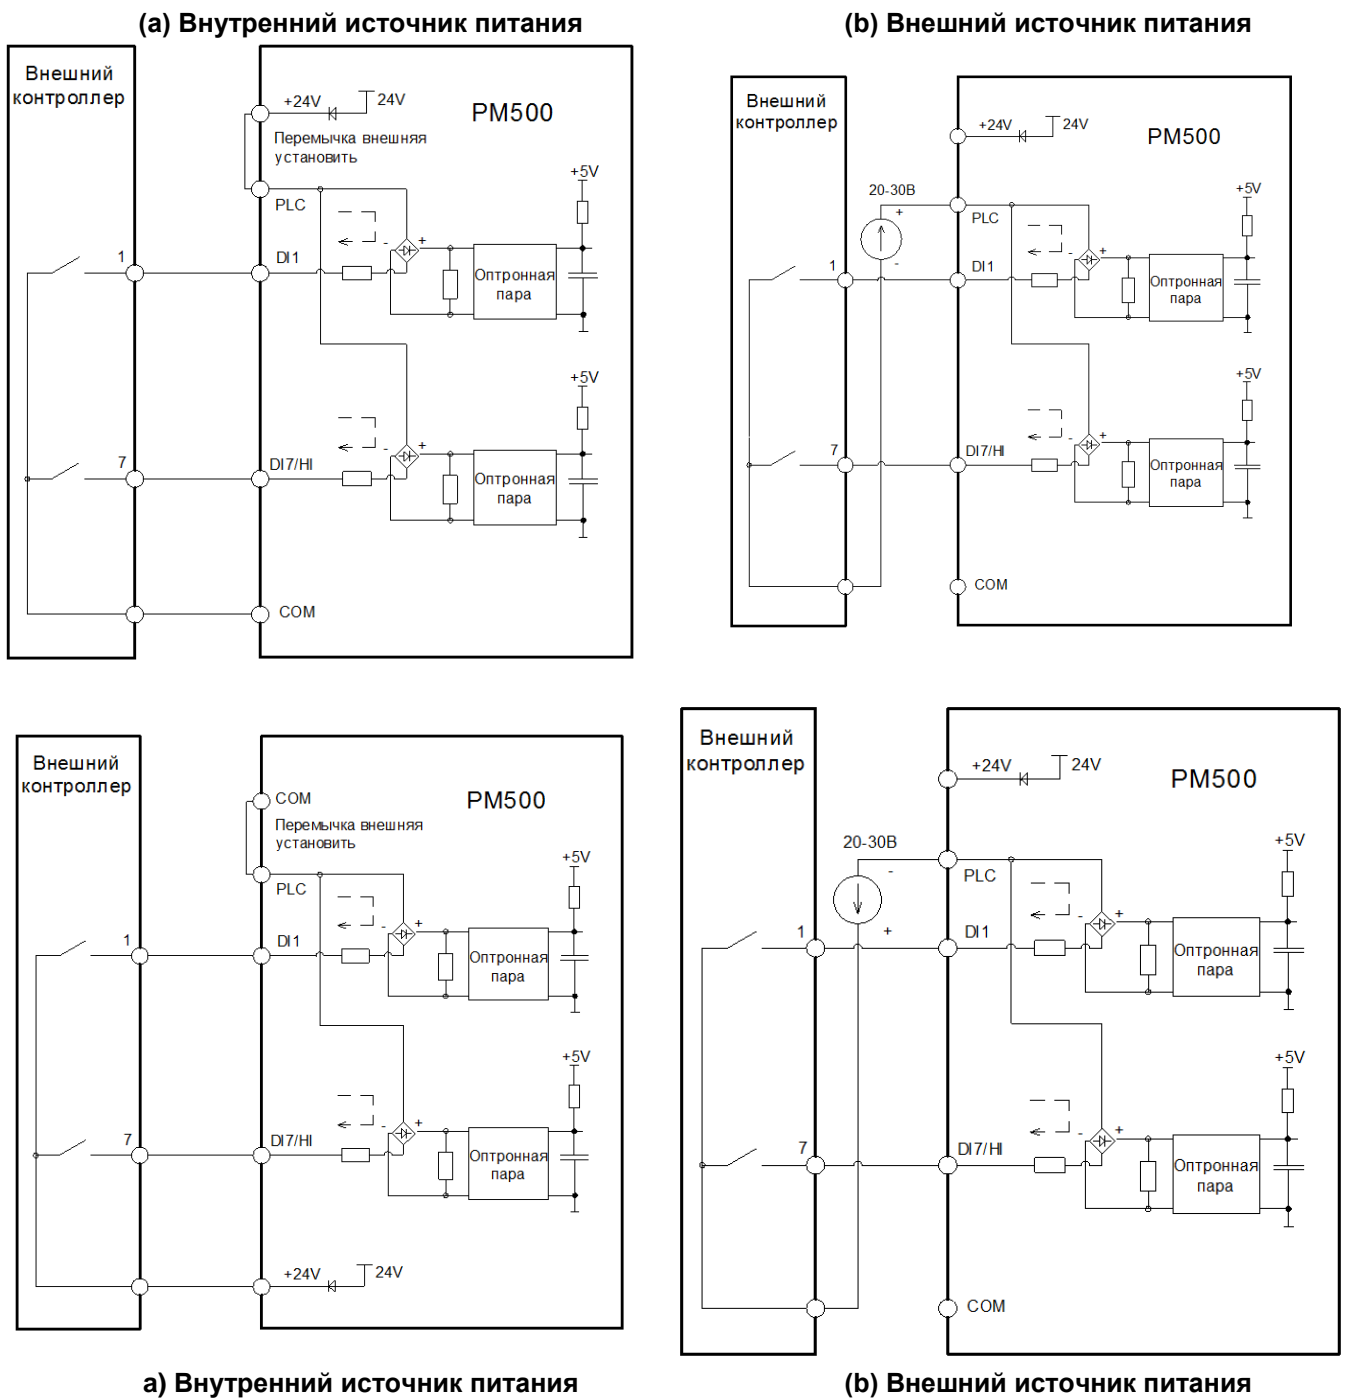 (a) Внутренний источник питания
(b) Внешний источник питания
Внешний
контроллер
+24V
24V
PM500
Перемычка внешняя
установить
PLC
+5V
-
+
1
DI1
Оптронная
пара
+5V
-
+
7
DI7/HI
Оптронная
пара
COM
Внешний
контроллер
+24V
24V
PM500
20-30В
+
-
PLC
+5V
-
+
1
DI1
Оптронная
пара
+5V
-
+
7
DI7/HI
Оптронная
пара
COM
Внешний
контроллер
COM
PM500
Перемычка внешняя
установить
PLC
+5V
-
+
1
DI1
Оптронная
пара
+5V
-
+
7
DI7/HI
Оптронная
пара
+24V
24V
Внешний
контроллер
+24V
24V
PM500
20-30В
-
+
PLC
+5V
-
+
1
DI1
Оптронная
пара
+5V
-
+
7
DI7/HI
Оптронная
пара
COM
a) Внутренний источник питания
(b) Внешний источник питания